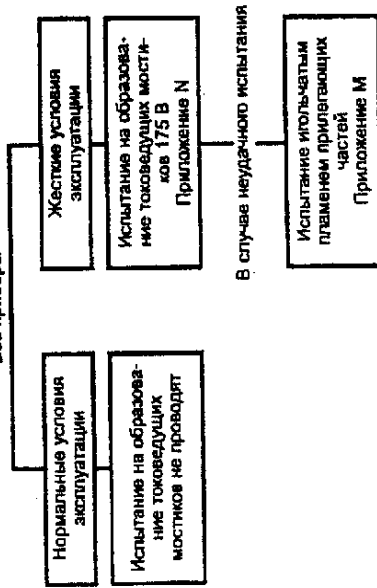 Нормальные условия
эксплуатации
Испытание на образова-
ние токоведущих
мостиков не проводят
Жесткие условия
эксплуатации
Испытание на образова-
ние токоведущих мости-
ков 175 В
Приложение N
В случае неудачного испытания
Испытание игольчатым
пламенем прилегающих
частей
Приложение M